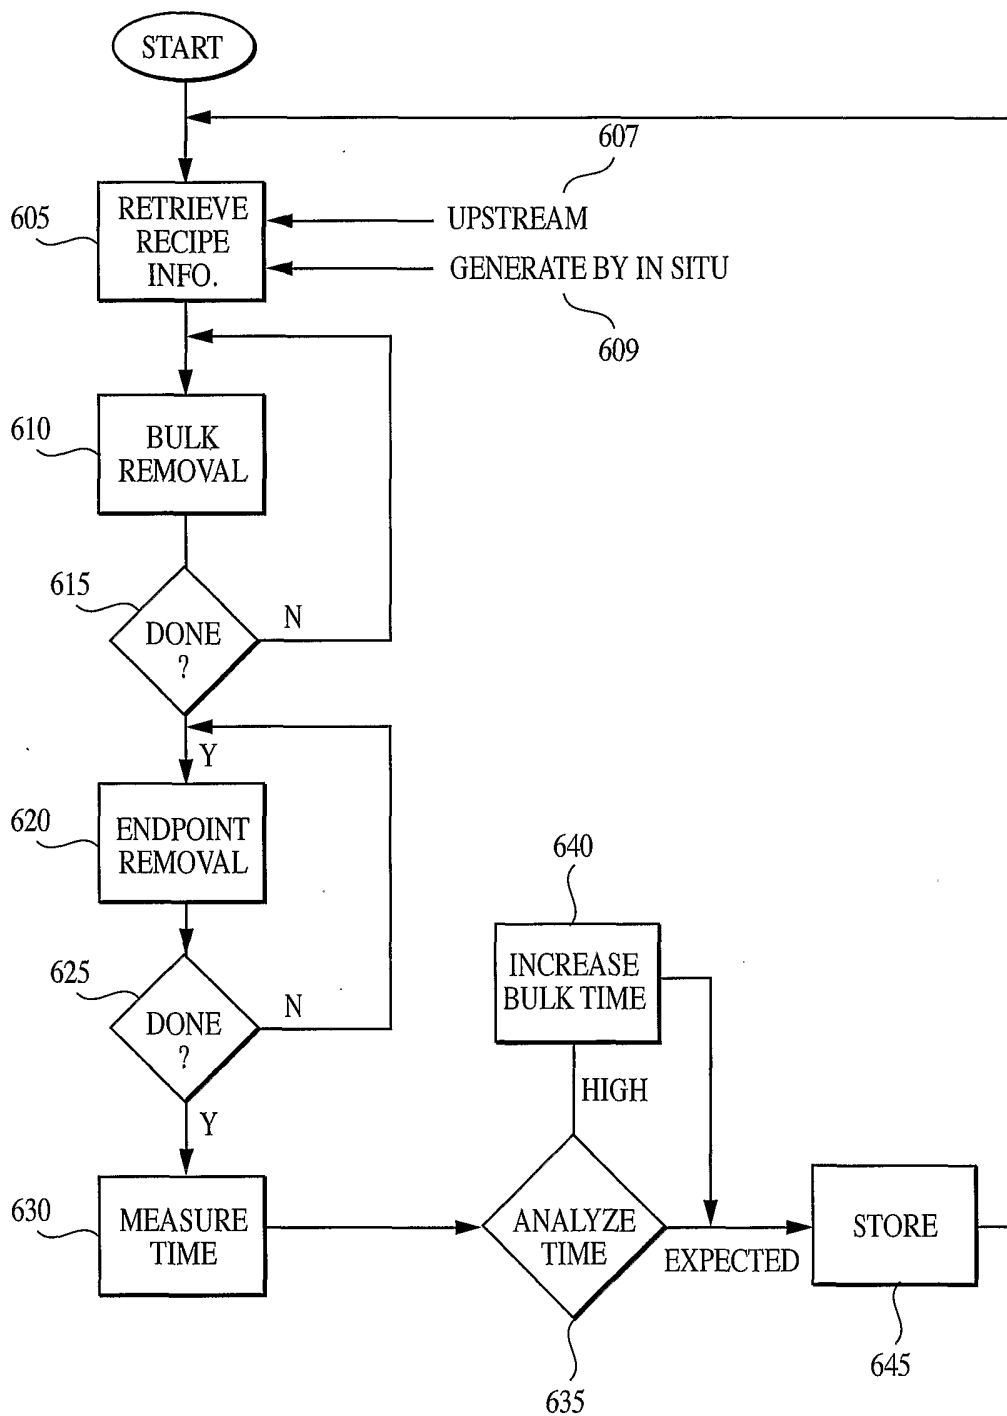 START
607
605
RETRIEVE
RECIPE
INFO.
UPSTREAM
GENERATE BY IN SITU
609
610
BULK
REMOVAL
615
DONE
?
N
Y
620
ENDPOINT
REMOVAL
640
INCREASE
BULK TIME
625
DONE
?
N
HIGH
Y
630
MEASURE
TIME
ANALYZE
TIME
EXPECTED
STORE
645
635